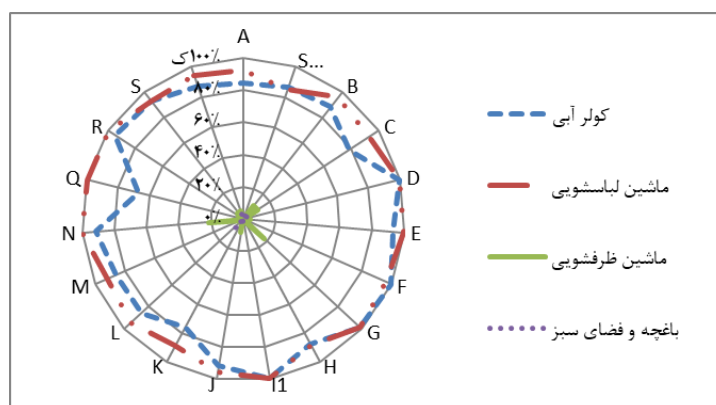 A
S...
B
C
D
E
F
G
H
I1
J
K
L
M
N
Q
R
S
ک
۱۰۰٪
۸۰٪
۶۰٪
۴۰٪
۲۰٪
۰٪
کولر آبی
ماشین لباسشویی
ماشین ظرفشویی
باغچه و فضای سبز